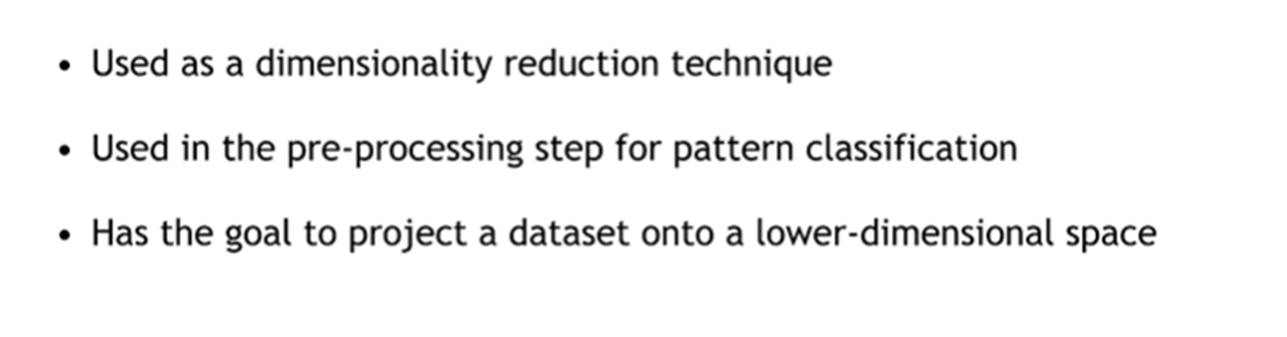 • Used as a dimensionality reduction technique
• Used in the pre-processing step for pattern classification
• Has the goal to project a dataset onto a lower-dimensional space